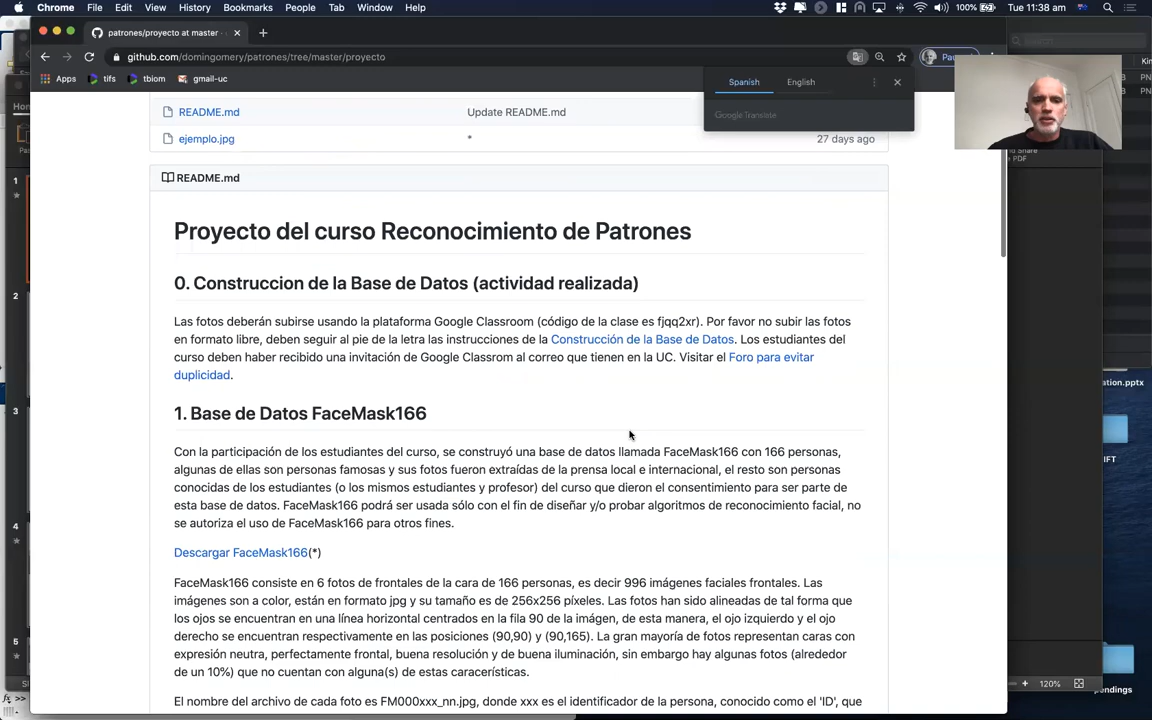 Chrome File Edit View History Bookmarks People Tab Window Help
100% Tue 11:38 am
patrones/proyecto at master ·
github.com/domingomery/patrones/tree/master/proyecto
Apps tifs tbiom gmail-uc
Spanish English
Google Translate
README.md Update README.md
ejemplo.jpg * 27 days ago
README.md
Proyecto del curso Reconocimiento de Patrones
0. Construccion de la Base de Datos (actividad realizada)
Las fotos deberán subirse usando la plataforma Google Classroom (código de la clase es fjqq2xr). Por favor no subir las fotos
en formato libre, deben seguir al pie de la letra las instrucciones de la Construcción de la Base de Datos. Los estudiantes del
curso deben haber recibido una invitación de Google Classrom al correo que tienen en la UC. Visitar el Foro para evitar
duplicidad.
1. Base de Datos FaceMask166
Con la participación de los estudiantes del curso, se construyó una base de datos llamada FaceMask166 con 166 personas,
algunas de ellas son personas famosas y sus fotos fueron extraídas de la prensa local e internacional, el resto son personas
conocidas de los estudiantes (o los mismos estudiantes y profesor) del curso que dieron el consentimiento para ser parte de
esta base de datos. FaceMask166 podrá ser usada sólo con el fin de diseñar y/o probar algoritmos de reconocimiento facial, no
se autoriza el uso de FaceMask166 para otros fines.
Descargar FaceMask166(*)
FaceMask166 consiste en 6 fotos de frontales de la cara de 166 personas, es decir 996 imágenes faciales frontales. Las
imágenes son a color, están en formato jpg y su tamaño es de 256x256 píxeles. Las fotos han sido alineadas de tal forma que
los ojos se encuentran en una línea horizontal centrados en la fila 90 de la imágen, de esta manera, el ojo izquierdo y el ojo
derecho se encuentran respectivamente en las posiciones (90,90) y (90,165). La gran mayoría de fotos representan caras con
expresión neutra, perfectamente frontal, buena resolución y de buena iluminación, sin embargo hay algunas fotos (alrededor
de un 10%) que no cuentan con alguna(s) de estas caracerísticas.
El nombre del archivo de cada foto es FM000xxx_nn.jpg, donde xxx es el identificador de la persona, conocido como el 'ID', que
1
2
3
4
5
PDF
ation.pptx
IFT
pendings
120%